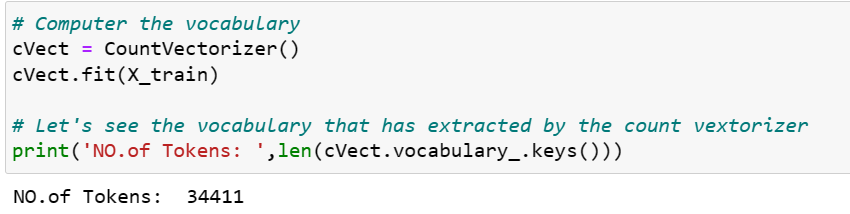 # Computer the vocabulary
cVect = CountVectorizer()
cVect.fit(X_train)
# Let's see the vocabulary that has extracted by the count vextorizer
print('NO.of Tokens: ',len(cVect.vocabulary_.keys()))
NO.of Tokens:  34411